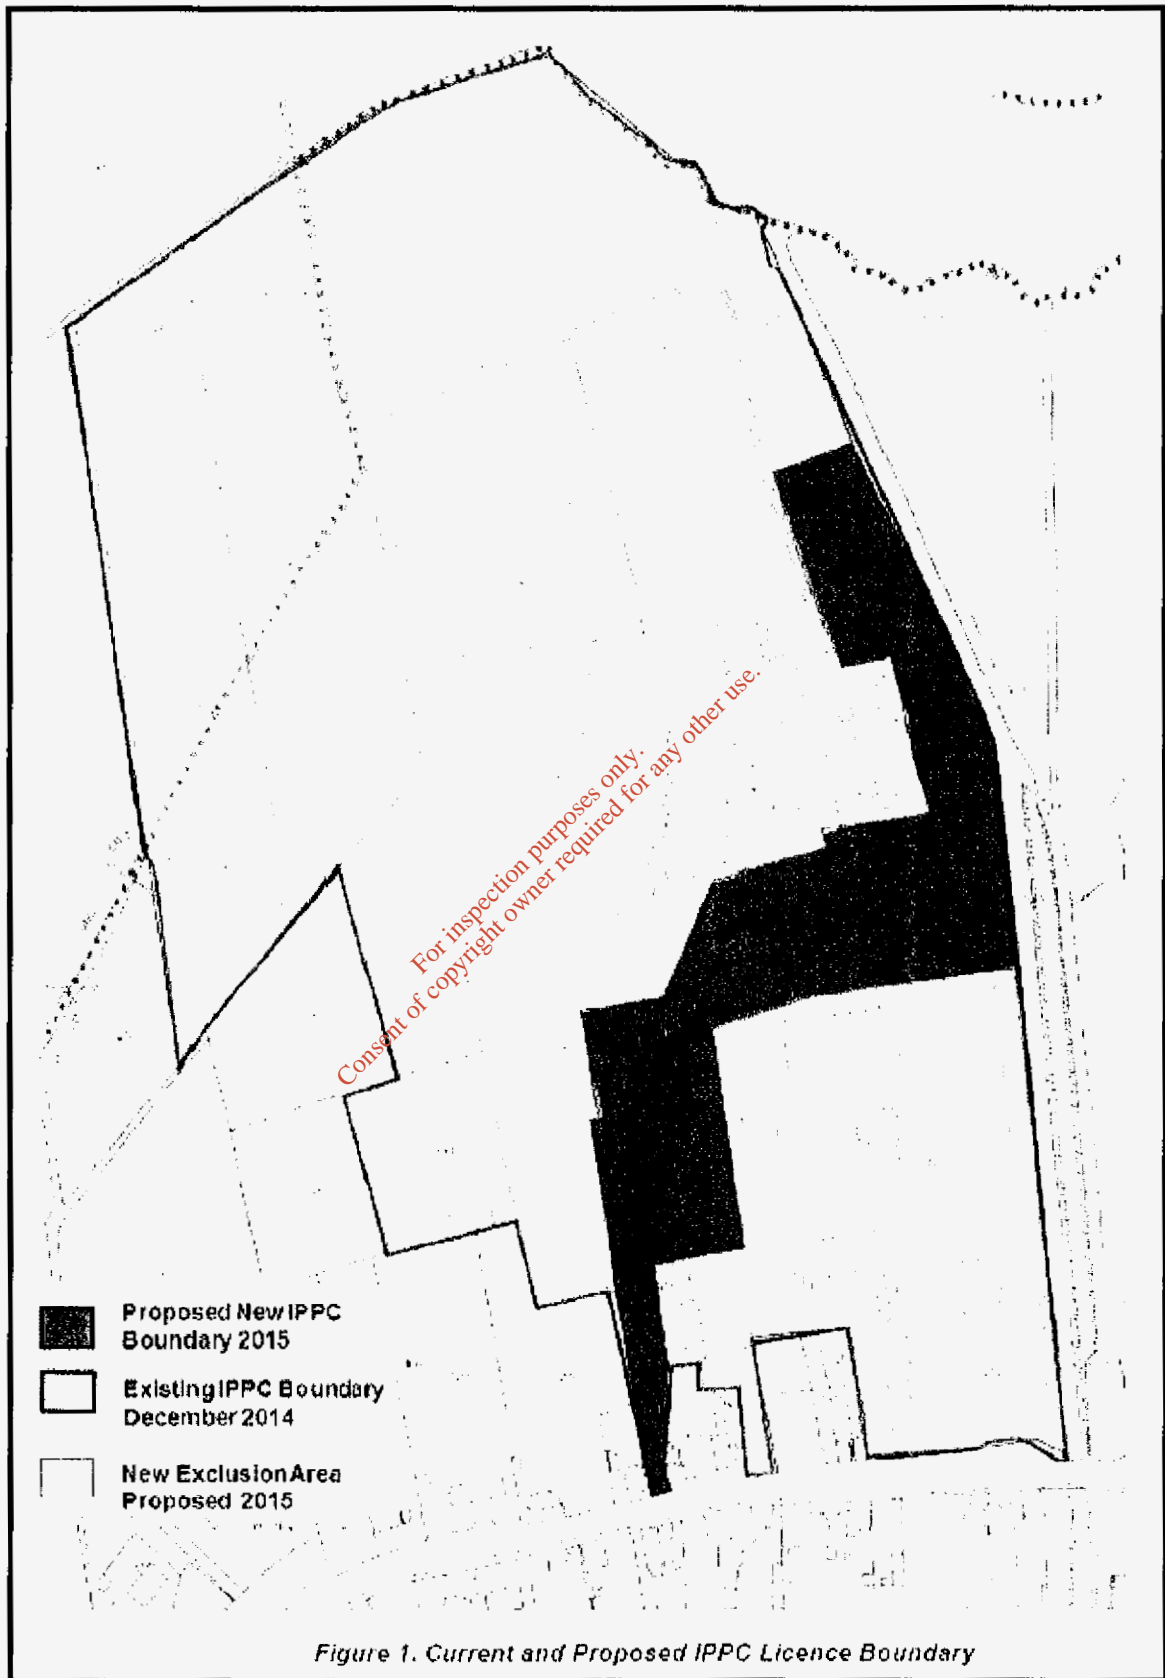 For inspection purposes only.
Consent of copyright owner required for any other use.
Proposed New IPPC
Boundary 2015
Existing IPPC Boundary
December 2014
New Exclusion Area
Proposed 2015
Figure 1. Current and Proposed IPPC Licence Boundary